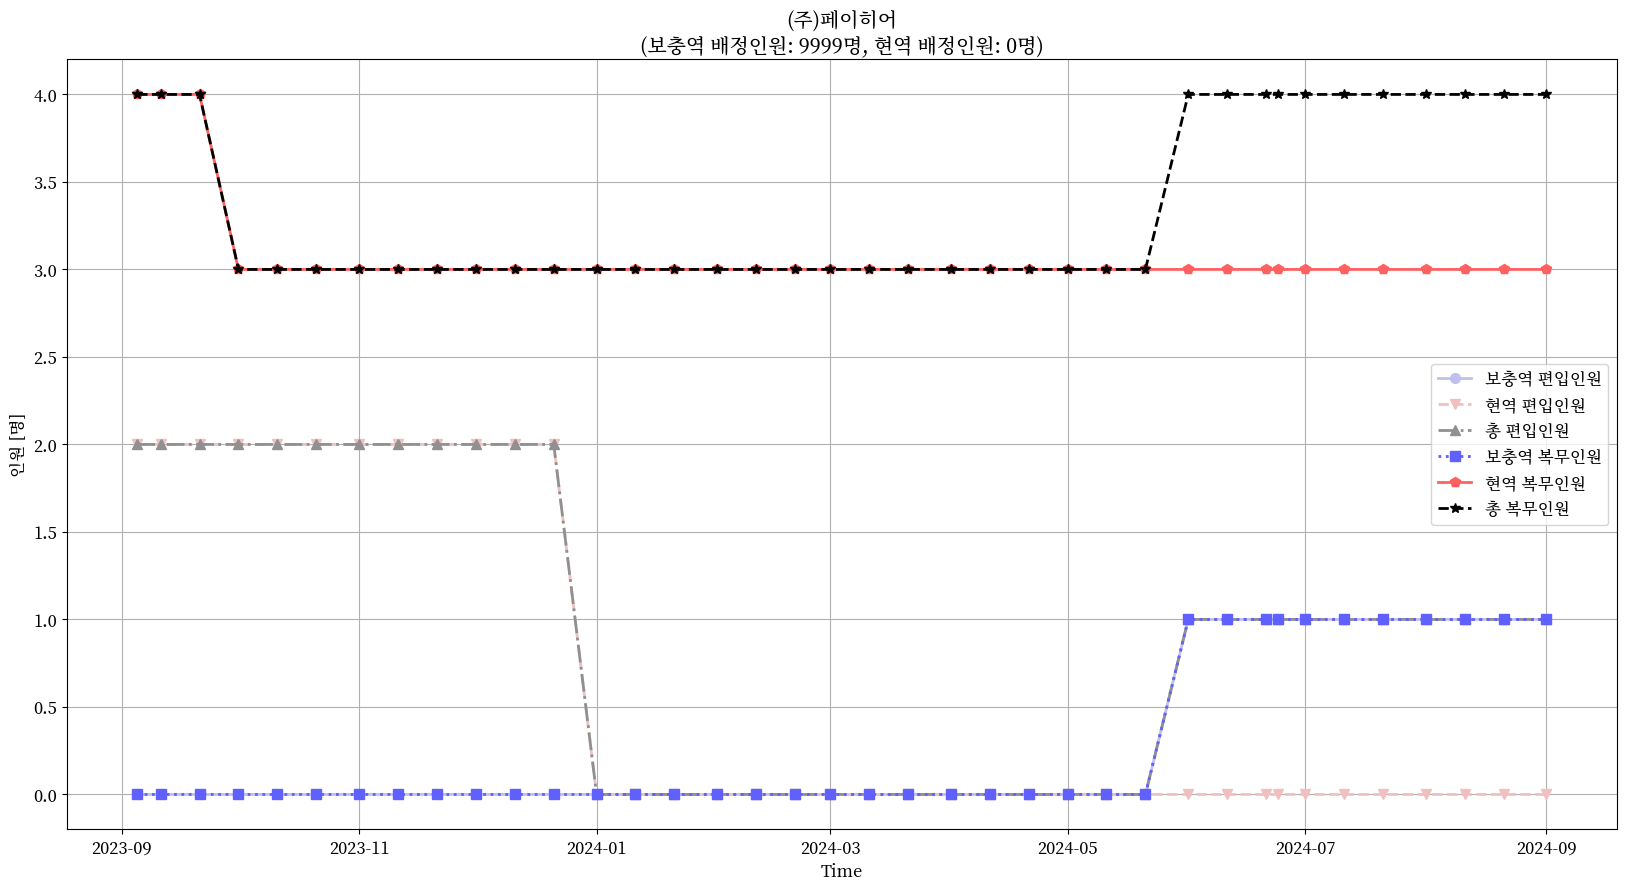 (주)페이히어
(보충역 배정인원: 9999명, 현역 배정인원: 0명)
4.0
3.5
3.0
2.5
2.0
1.5
1.0
0.5
0.0
인원 [명]
보충역 편입인원
현역 편입인원
총 편입인원
보충역 복무인원
현역 복무인원
총 복무인원
2023-09
2023-11
2024-01
2024-03
2024-05
2024-07
2024-09
Time